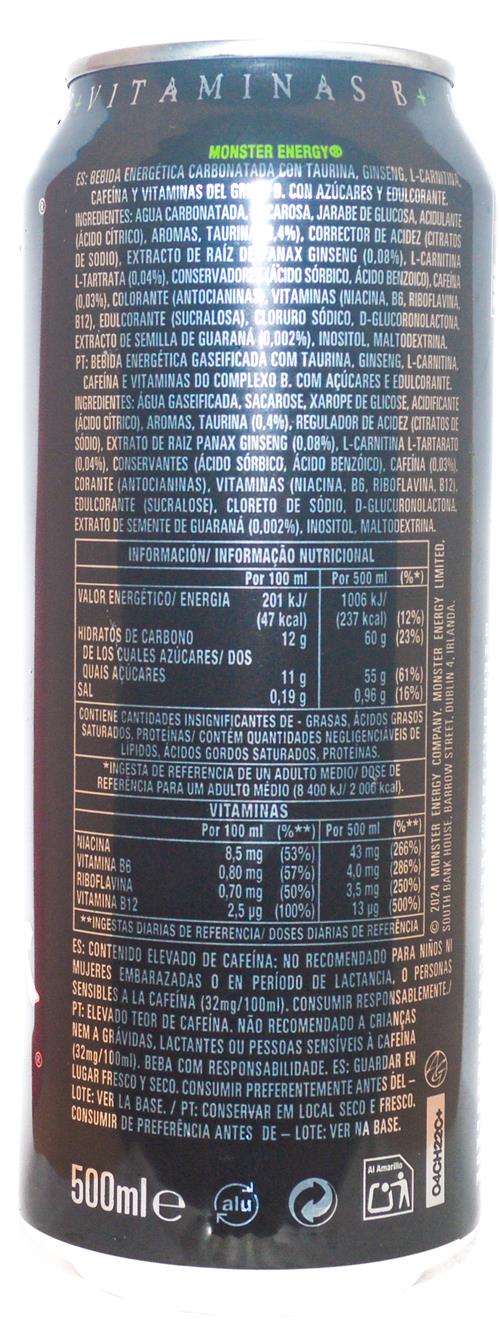 + VITAMINAS B +
MONSTER ENERGY®
ES: BEBIDA ENERGÉTICA CARBONATADA CON TAURINA, GINSENG, L-CARNITINA,
CAFEÍNA Y VITAMINAS DEL B. CON AZÚCARES Y EDULCORANTE.
INGREDIENTES: AGUA CARBONATADA, JARABE DE GLUCOSA, ACIDULANTE
(ÁCIDO CÍTRICO), AROMAS, TAURINA CORRECTOR DE ACIDEZ (CITRATOS
DE SODIO), EXTRACTO DE RAÍZ DE PANAX GINSENG (0,08%), L-CARNITINA
L-TARTRATA (0,04%), CONSERVADORES (ÁCIDO SÓRBICO, ÁCIDO BENZOICO), CAFEÍNA
(0,03%), COLORANTE (ANTOCIANINAS), VITAMINAS (NIACINA, B6, RIBOFLAVINA,
B12), EDULCORANTE (SUCRALOSA), CLORURO SÓDICO, D-GLUCORONOLACTONA,
EXTRACTO DE SEMILLA DE GUARANÁ (0,002%), INOSITOL, MALTODEXTRINA.
PT: BEBIDA ENERGÉTICA GASEIFICADA COM TAURINA, GINSENG, L-CARNITINA,
CAFEÍNA E VITAMINAS DO COMPLEXO B. COM AÇÚCARES E EDULCORANTE.
INGREDIENTES: ÁGUA GASEIFICADA, SACAROSE, XAROPE DE GLICOSE, ACIDIFICANTE
(ÁCIDO CÍTRICO), AROMAS, TAURINA (0,4%), REGULADOR DE ACIDEZ (CITRATOS DE
SÓDIO), EXTRATO DE RAIZ PANAX GINSENG (0,08%), L-CARNITINA L-TARTARATO
(0,04%), CONSERVANTES (ÁCIDO SÓRBICO, ÁCIDO BENZÓICO), CAFEÍNA (0,03%),
CORANTE (ANTOCIANINAS), VITAMINAS (NIACINA, B6, RIBOFLAVINA, B12),
EDULCORANTE (SUCRALOSE), CLORETO DE SÓDIO, D-GLUCURONOLACTONA,
EXTRATO DE SEMENTE DE GUARANÁ (0,002%), INOSITOL, MALTODEXTRINA.
INFORMACIÓN/ INFORMAÇÃO NUTRICIONAL
Por 100 ml Por 500 ml (%*)
VALOR ENERGÉTICO/ ENERGIA 201 kJ/ 1006 kJ/
(47 kcal) (237 kcal) (12%)
HIDRATOS DE CARBONO 12 g 60 g (23%)
DE LOS CUALES AZÚCARES/ DOS
QUAIS AÇÚCARES 11 g 55 g (61%)
SAL 0,19 g 0,96 g (16%)
CONTIENE CANTIDADES INSIGNIFICANTES DE - GRASAS, ÁCIDOS GRASOS
SATURADOS, PROTEÍNAS/ CONTÉM QUANTIDADES NEGLIGENCIÁVEIS DE
LÍPIDOS, ÁCIDOS GORDOS SATURADOS, PROTEÍNAS.
*INGESTA DE REFERENCIA DE UN ADULTO MEDIO/ DOSE DE
REFERÊNCIA PARA UM ADULTO MÉDIO (8 400 kJ/ 2 000 kcal).
VITAMINAS
Por 100 ml (%**) Por 500 ml (%**)
NIACINA 8,5 mg (53%) 43 mg (266%)
VITAMINA B6 0,80 mg (57%) 4,0 mg (286%)
RIBOFLAVINA 0,70 mg (50%) 3,5 mg (250%)
VITAMINA B12 2,5 µg (100%) 13 µg (500%)
**INGESTAS DIARIAS DE REFERENCIA/ DOSES DIÁRIAS DE REFERÊNCIA
© 2024 MONSTER ENERGY COMPANY. MONSTER ENERGY LIMITED,
SOUTH BANK HOUSE, BARROW STREET, DUBLIN 4, IRLANDA.
ES: CONTENIDO ELEVADO DE CAFEÍNA: NO RECOMENDADO PARA NIÑOS NI
MUJERES EMBARAZADAS O EN PERÍODO DE LACTANCIA, O PERSONAS
SENSIBLES A LA CAFEÍNA (32mg/100ml). CONSUMIR RESPONSABLEMENTE/
PT: ELEVADO TEOR DE CAFEÍNA. NÃO RECOMENDADO A CRIANÇAS
NEM A GRÁVIDAS, LACTANTES OU PESSOAS SENSÍVEIS À CAFEÍNA
(32mg/100ml). BEBA COM RESPONSABILIDADE. ES: GUARDAR EN
LUGAR FRESCO Y SECO. CONSUMIR PREFERENTEMENTE ANTES DEL –
LOTE: VER LA BASE. / PT: CONSERVAR EM LOCAL SECO E FRESCO.
CONSUMIR DE PREFERÊNCIA ANTES DE – LOTE: VER NA BASE.
04CH22C+
500ml e
alu
Al Amarillo